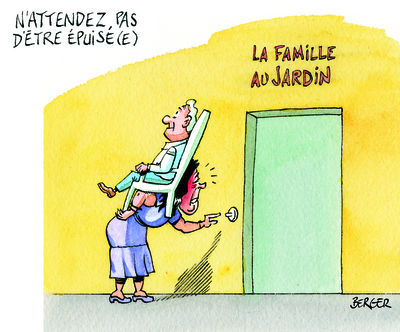 N'ATTENDEZ, PAS
D'ÊTRE ÉPUISÉ(E)
LA FAMILLE
AU JARDIN
BERGER